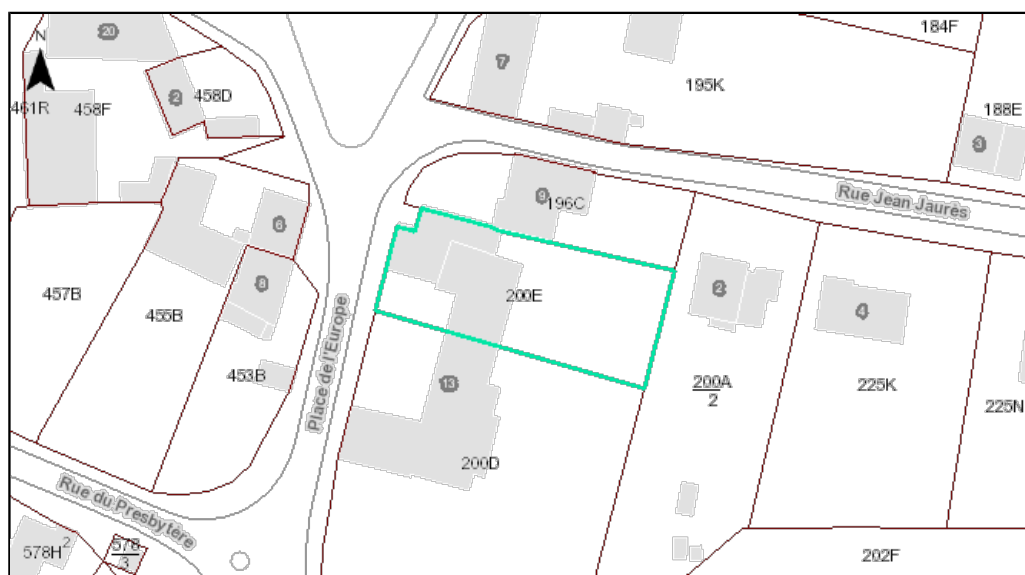 20
184F
N
7
195K
2
458D
461R
458F
188E
3
Rue Jean Jaurès
9
196C
6
457B
8
200E
2
4
455B
Place de l'Europe
453B
13
200A
2
225K
225N
200D
Rue du Presbytère
578H²
578
3
202F